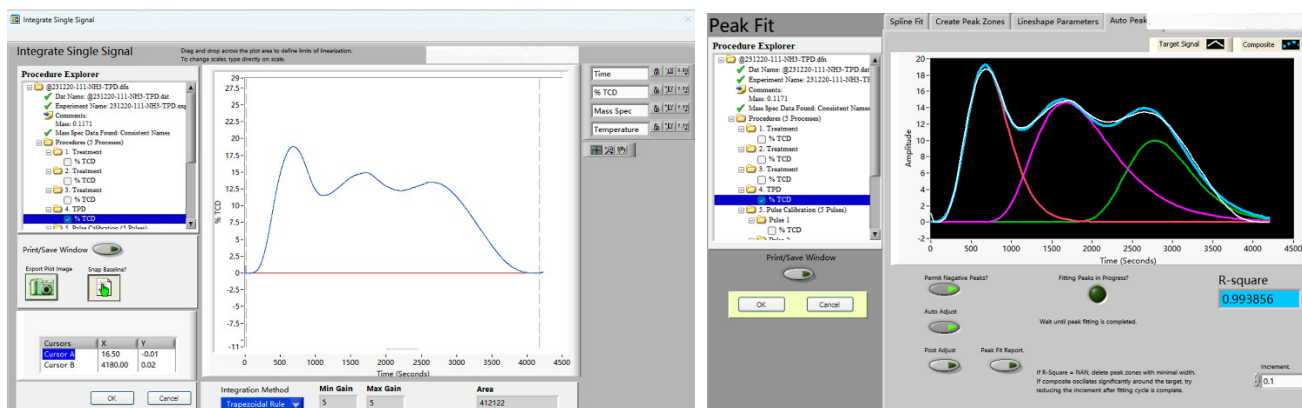 Integrate Single Signal
Integrate Single Signal
Drag and drop across the plot area to define limits of linearization.
To change scales, type directly on scale.
Procedure Explorer
@231220-111-NH3-TPD.dfn
Dat Name: @231220-111-NH3-TPD.dat
Experiment Name: 231220-111-NH3-TPD.exp
Comments:
Mass: 0.1171
Mass Spec Data Found: Consistent Names
Procedures (5 Processes)
1. Treatment
% TCD
2. Treatment
% TCD
3. Treatment
% TCD
4. TPD
% TCD
5. Pulse Calibration (5 Pulses)
Print/Save Window
Export Plot Image
Snap Baseline?
Cursors X Y
Cursor A 16.50 -0.01
Cursor B 4180.00 0.02
OK Cancel
% TCD
29
27.5
25
22.5
20
17.5
15
12.5
10
7.5
5
2.5
0
-2.5
-5
-7.5
-11
0 500 1000 1500 2000 2500 3000 3500 4000 4500
Time (Seconds)
Time
% TCD
Mass Spec
Temperature
Integration Method Min Gain Max Gain Area
Trapezoidal Rule 5 5 412122
Peak Fit
Spline Fit Create Peak Zones Lineshape Parameters Auto Peak
Procedure Explorer
@231220-111-NH3-TPD.dfn
Dat Name: @231220-111-NH3-TPD.dat
Experiment Name: 231220-111-NH3-TPD
Comments:
Mass: 0.1171
Mass Spec Data Found: Consistent Names
Procedures (5 Processes)
1. Treatment
% TCD
2. Treatment
% TCD
3. Treatment
% TCD
4. TPD
% TCD
5. Pulse Calibration (5 Pulses)
Pulse 1
% TCD
Print/Save Window
OK Cancel
Target Signal Composite
Amplitude
20
18
16
14
12
10
8
6
4
2
0
-2
0 500 1000 1500 2000 2500 3000 3500 4000 4500
Time (Seconds)
Permit Negative Peaks? Fitting Peaks in Progress? R-square
0.993856
Auto Adjust
Wait until peak fitting is completed.
Post Adjust Peak Fit Report.
If R-Square = NAN, delete peak zones with minimal width.
If composite oscillates significantly around the target, try
reducing the increment after fitting cycle is complete.
Increment.
0.1